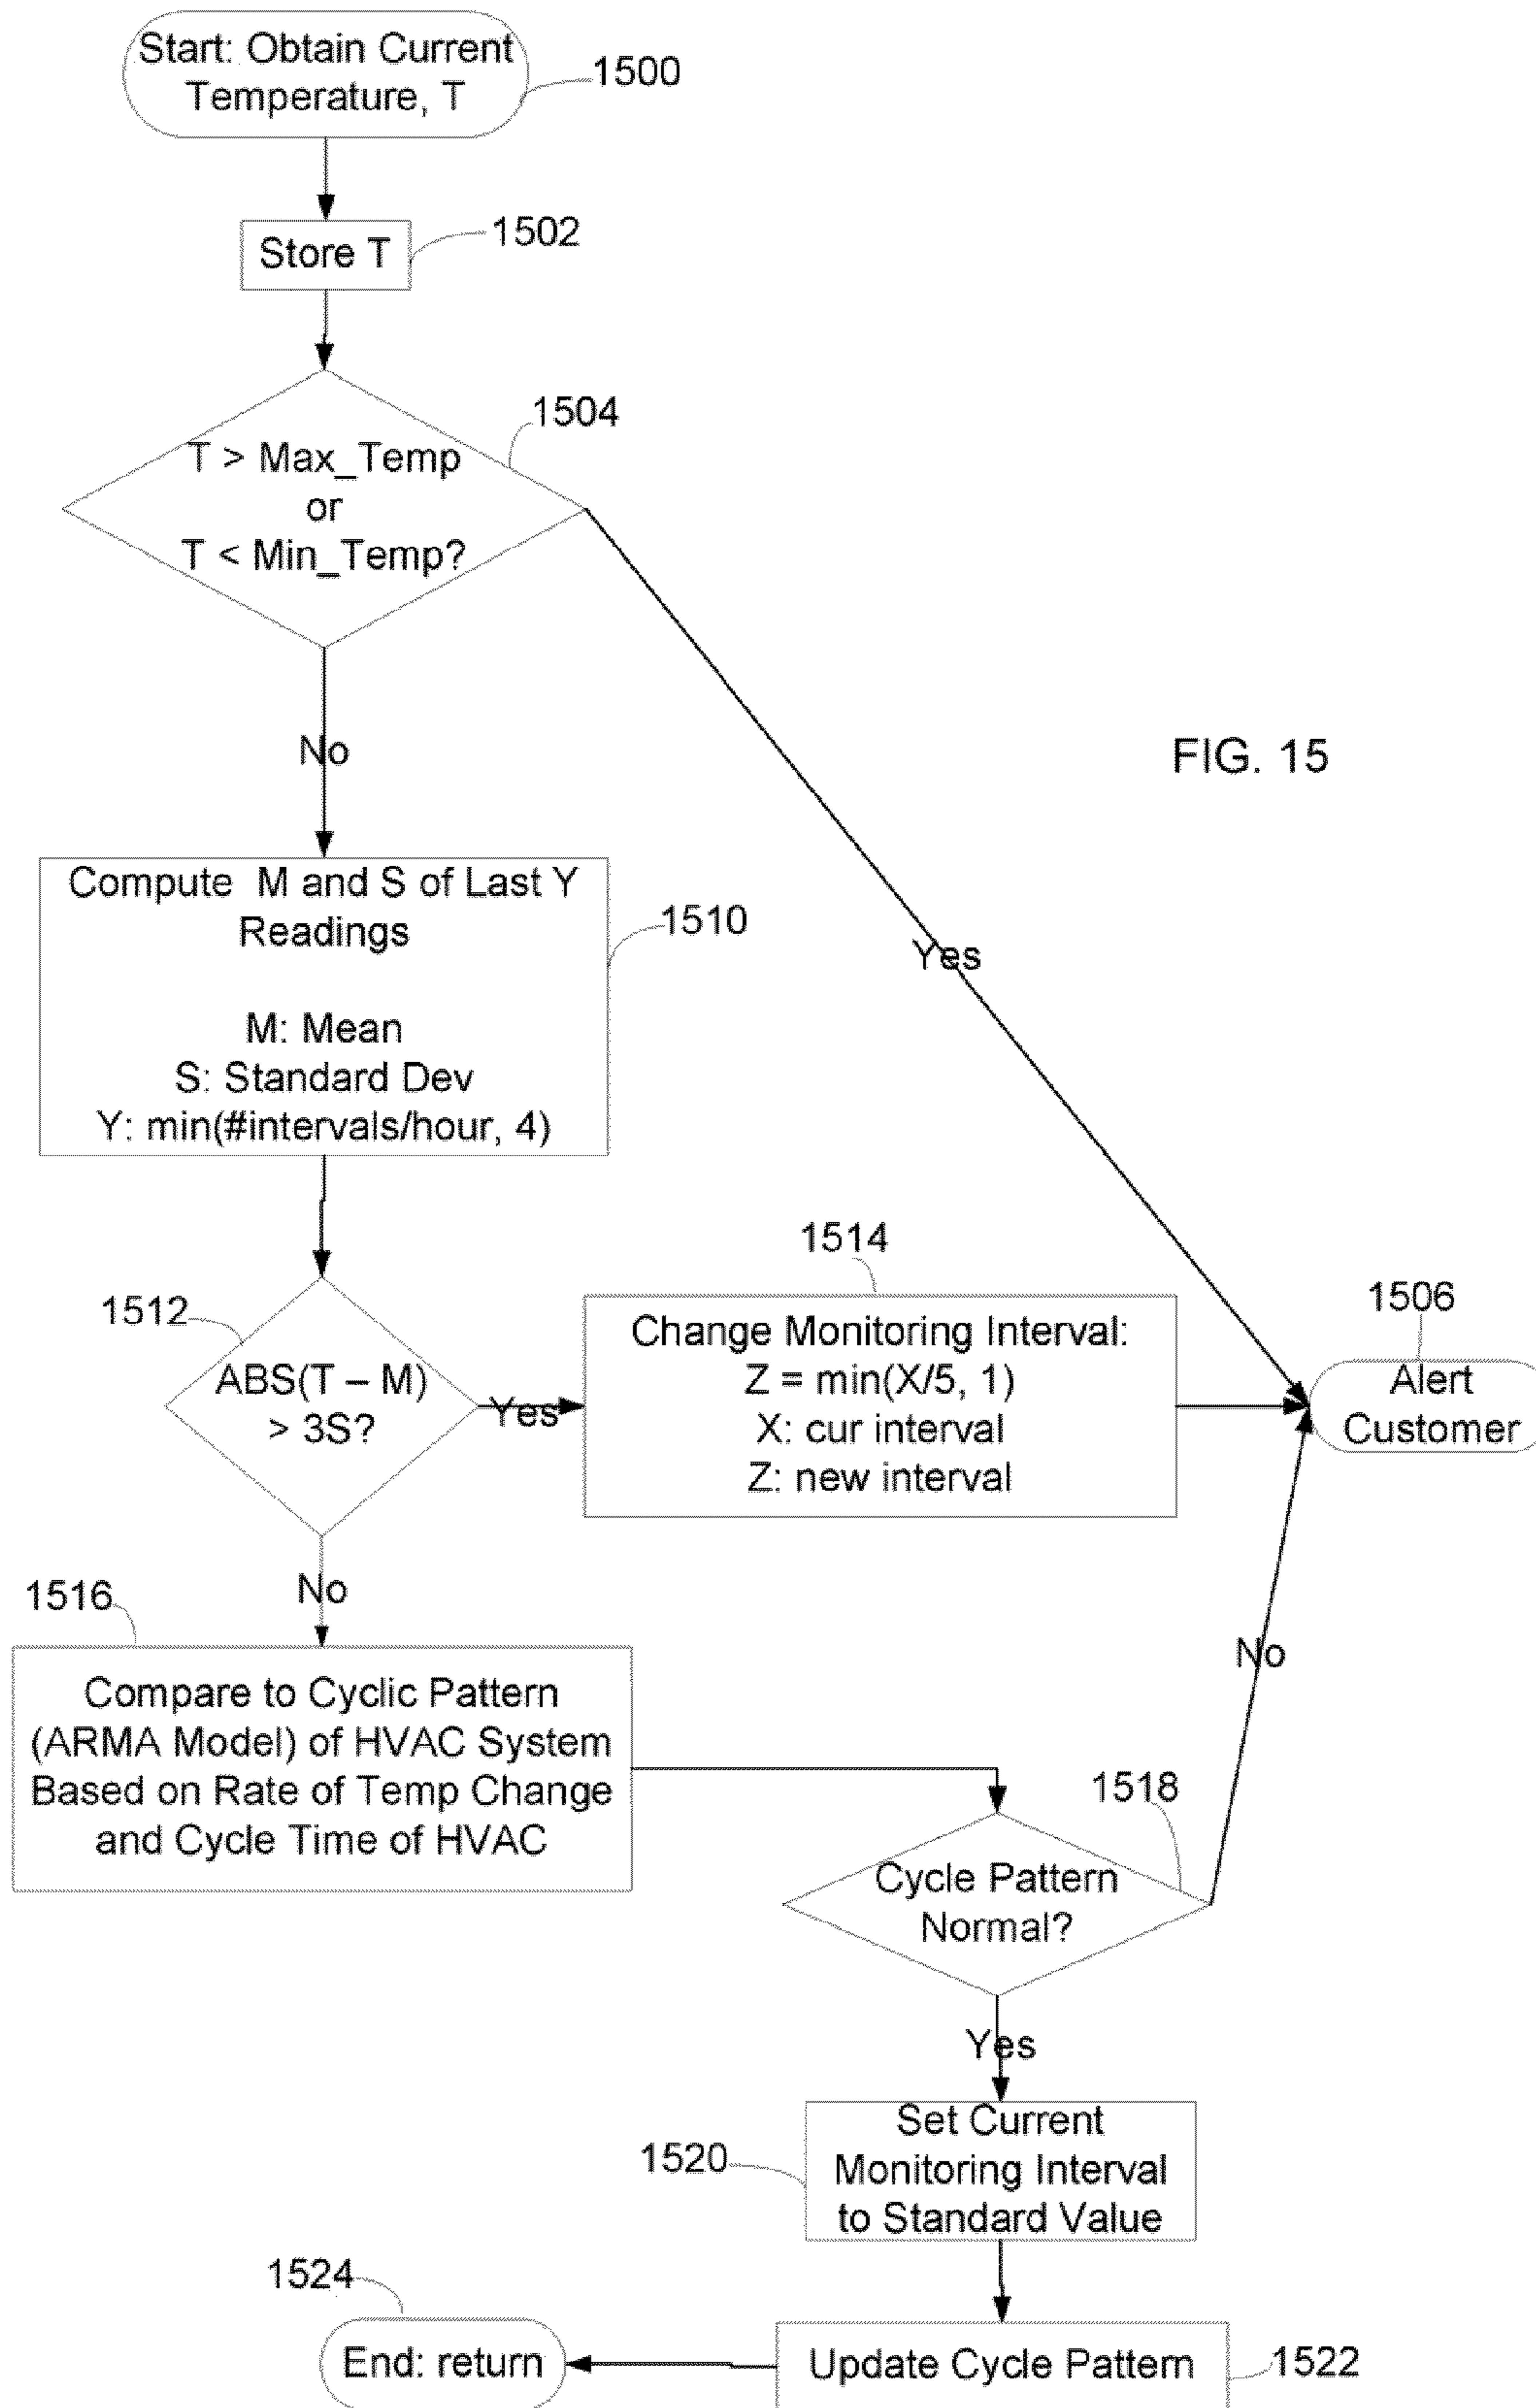 Start: Obtain Current
Temperature, T
1500
Store T
1502
1504
T > Max_Temp
or
T < Min_Temp?
No
Yes
FIG. 15
Compute M and S of Last Y
Readings
M: Mean
S: Standard Dev
Y: min(#intervals/hour, 4)
1510
1512
ABS(T – M)
> 3S?
Yes
1514
Change Monitoring Interval:
Z = min(X/5, 1)
X: cur interval
Z: new interval
1506
Alert
Customer
No
1516
Compare to Cyclic Pattern
(ARMA Model) of HVAC System
Based on Rate of Temp Change
and Cycle Time of HVAC
No
1518
Cycle Pattern
Normal?
Yes
1520
Set Current
Monitoring Interval
to Standard Value
1524
End: return
Update Cycle Pattern
1522